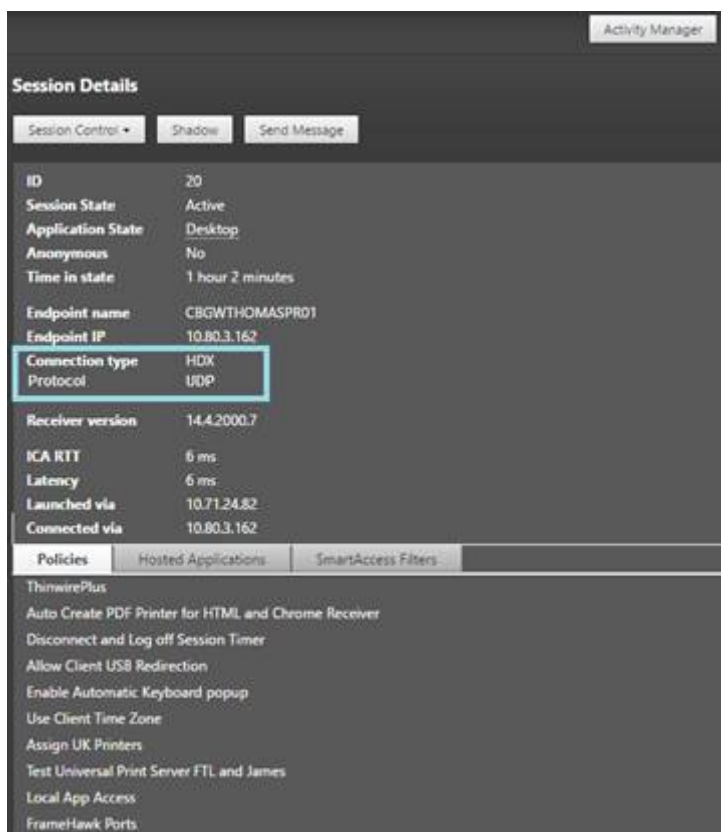 Activity Manager
Session Details
Session Control Shadow Send Message
ID 20
Session State Active
Application State Desktop
Anonymous No
Time in state 1 hour 2 minutes
Endpoint name CBGWTHOMASPR01
Endpoint IP 10.80.3.162
Connection type HDX
Protocol UDP
Receiver version 14.4.2000.7
ICA RTT 6 ms
Latency 6 ms
Launched via 10.71.24.82
Connected via 10.80.3.162
Policies Hosted Applications SmartAccess Filters
ThinwirePlus
Auto Create PDF Printer for HTML and Chrome Receiver
Disconnect and Log off Session Timer
Allow Client USB Redirection
Enable Automatic Keyboard popup
Use Client Time Zone
Assign UK Printers
Test Universal Print Server FTL and James
Local App Access
FrameHawk Ports